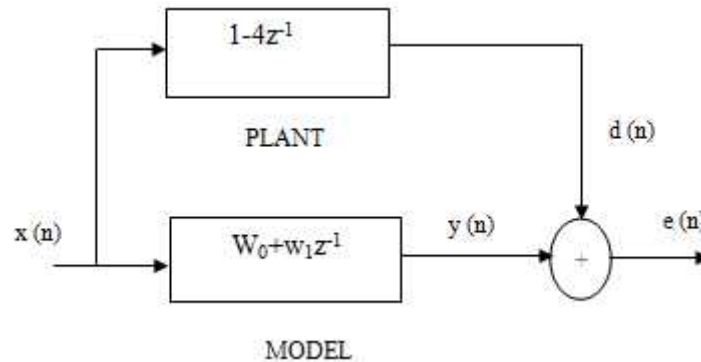 1-4z⁻¹
PLANT
d (n)
x (n)
W₀+w₁z⁻¹
y (n)
e (n)
+
MODEL